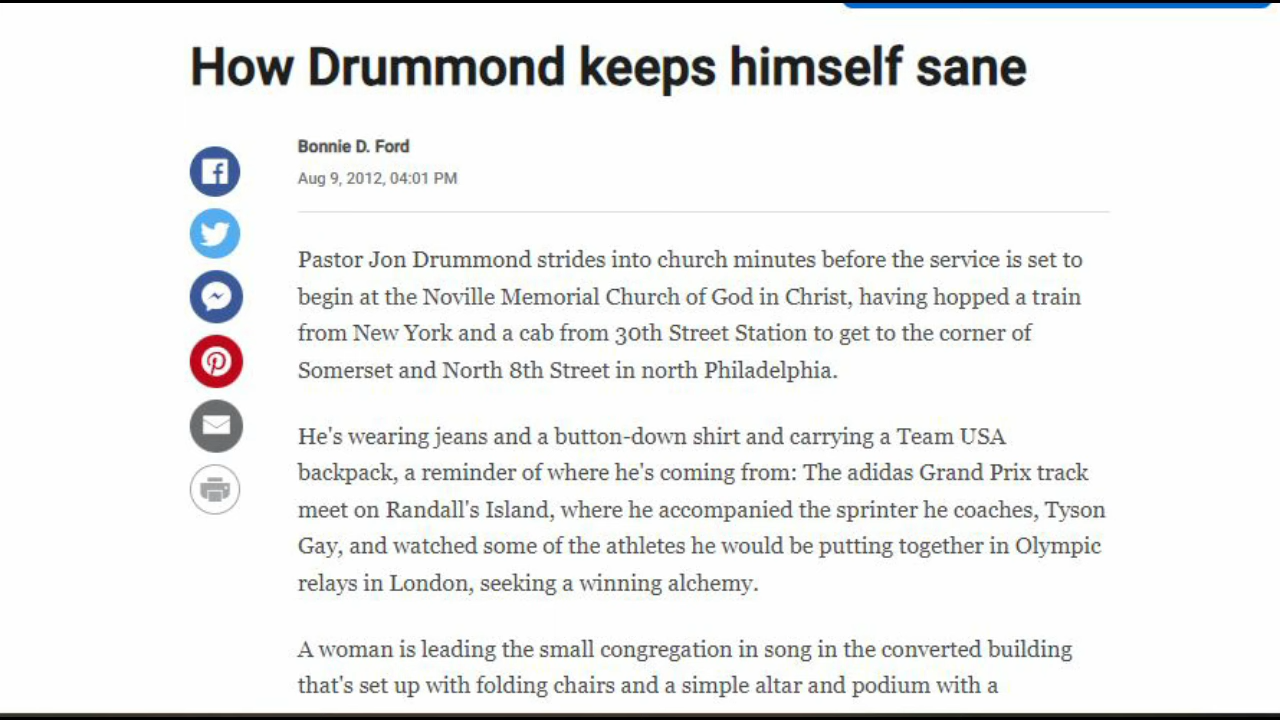 How Drummond keeps himself sane
Bonnie D. Ford
Aug 9, 2012, 04:01 PM
Pastor Jon Drummond strides into church minutes before the service is set to
begin at the Noville Memorial Church of God in Christ, having hopped a train
from New York and a cab from 30th Street Station to get to the corner of
Somerset and North 8th Street in north Philadelphia.
He's wearing jeans and a button-down shirt and carrying a Team USA
backpack, a reminder of where he's coming from: The adidas Grand Prix track
meet on Randall's Island, where he accompanied the sprinter he coaches, Tyson
Gay, and watched some of the athletes he would be putting together in Olympic
relays in London, seeking a winning alchemy.
A woman is leading the small congregation in song in the converted building
that's set up with folding chairs and a simple altar and podium with a